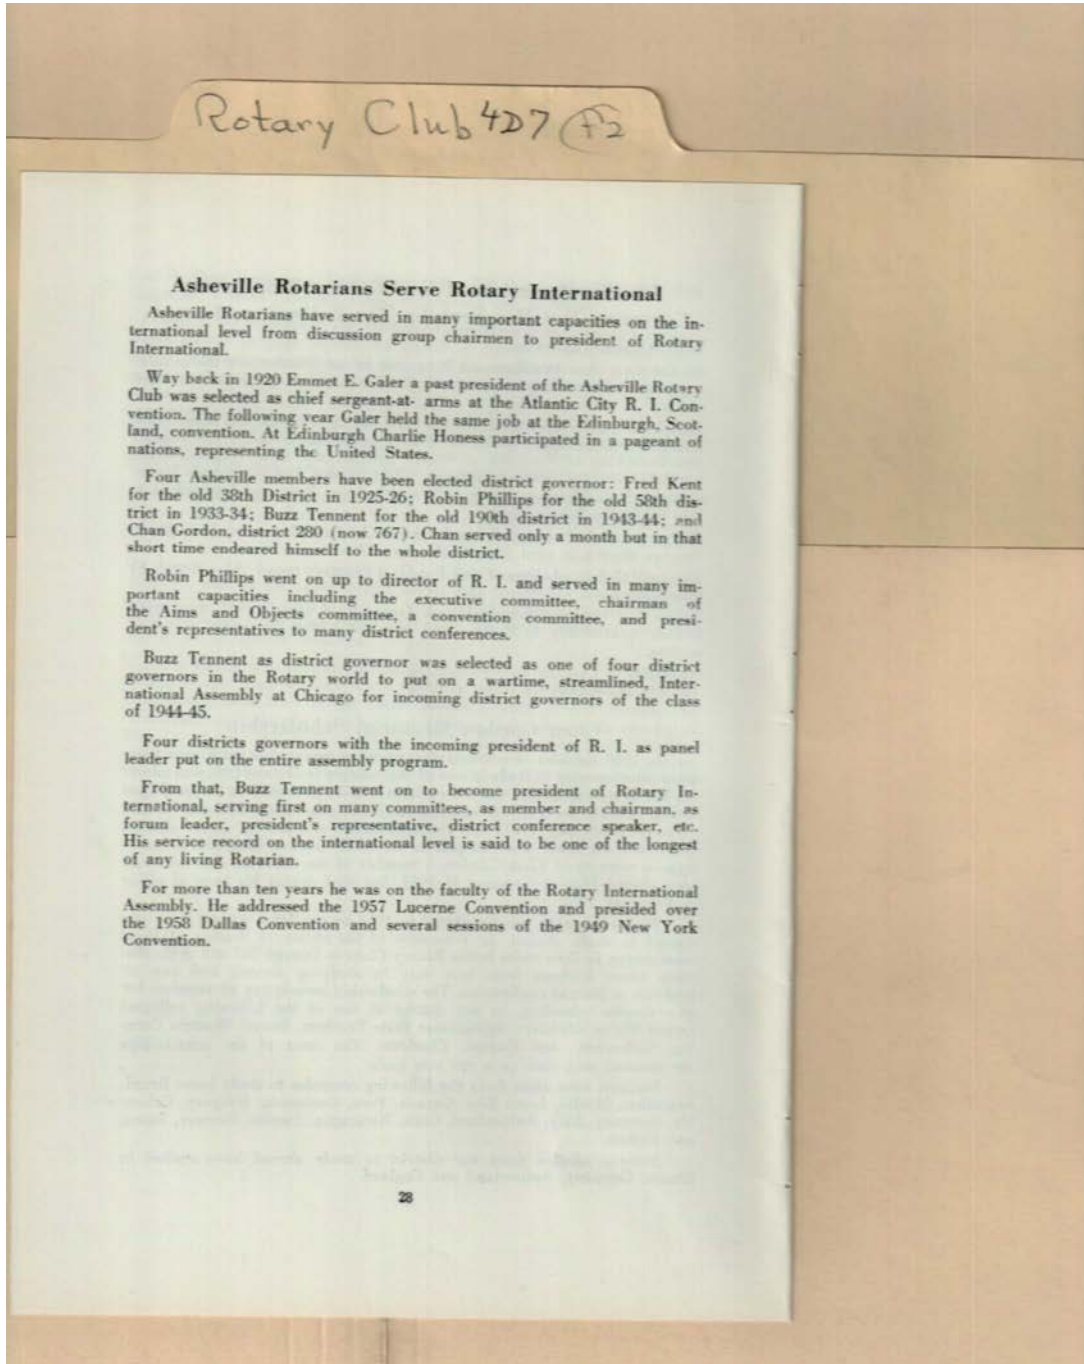 Rotary Club 4D7 F2
Asheville Rotarians Serve Rotary International
Asheville Rotarians have served in many important capacities on the in-
ternational level from discussion group chairmen to president of Rotary
International.
Way back in 1920 Emmet E. Galer a past president of the Asheville Rotary
Club was selected as chief sergeant-at- arms at the Atlantic City R. I. Con-
vention. The following year Galer held the same job at the Edinburgh, Scot-
land, convention. At Edinburgh Charlie Honess participated in a pageant of
nations, representing the United States.
Four Asheville members have been elected district governor: Fred Kent
for the old 38th District in 1925-26; Robin Phillips for the old 58th dis-
trict in 1933-34; Buzz Tennent for the old 190th district in 1943-44; and
Chan Gordon, district 280 (now 767). Chan served only a month but in that
short time endeared himself to the whole district.
Robin Phillips went on up to director of R. I. and served in many im-
portant capacities including the executive committee, chairman of
the Aims and Objects committee, a convention committee, and presi-
dent's representatives to many district conferences.
Buzz Tennent as district governor was selected as one of four district
governors in the Rotary world to put on a wartime, streamlined, Inter-
national Assembly at Chicago for incoming district governors of the class
of 1944-45.
Four districts governors with the incoming president of R. I. as panel
leader put on the entire assembly program.
From that, Buzz Tennent went on to become president of Rotary In-
ternational, serving first on many committees, as member and chairman, as
forum leader, president's representative, district conference speaker, etc.
His service record on the international level is said to be one of the longest
of any living Rotarian.
For more than ten years he was on the faculty of the Rotary International
Assembly. He addressed the 1957 Lucerne Convention and presided over
the 1958 Dallas Convention and several sessions of the 1949 New York
Convention.
28